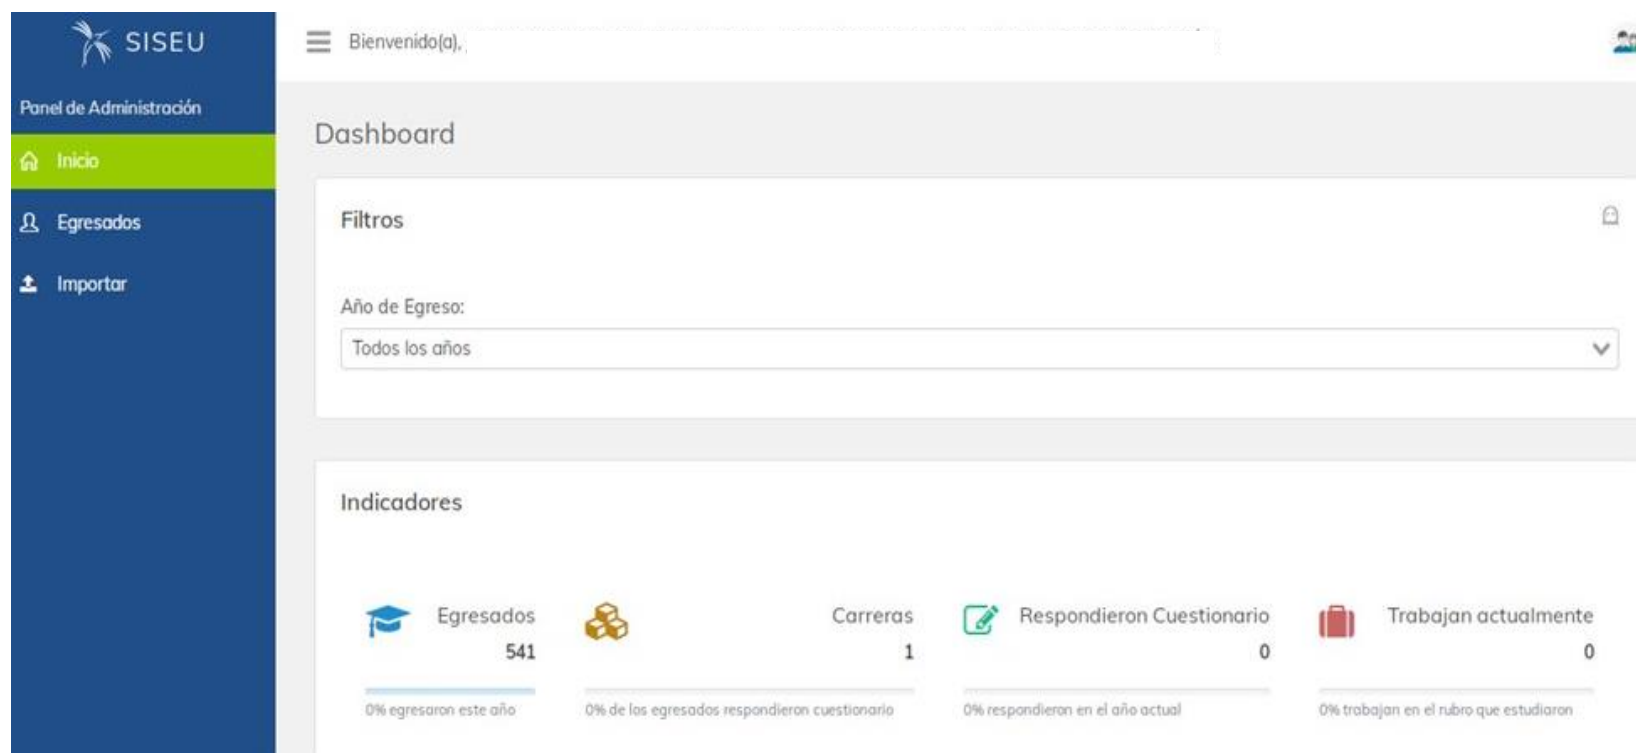 SISEU
Bienvenido(a),
Panel de Administración
Inicio
Egresados
Importar
Dashboard
Filtros
Año de Egreso:
Todos los años
Indicadores
Egresados
541
0% egresaron este año
Carreras
1
0% de los egresados respondieron cuestionario
Respondieron Cuestionario
0
0% respondieron en el año actual
Trabajan actualmente
0
0% trabajan en el rubro que estudiaron